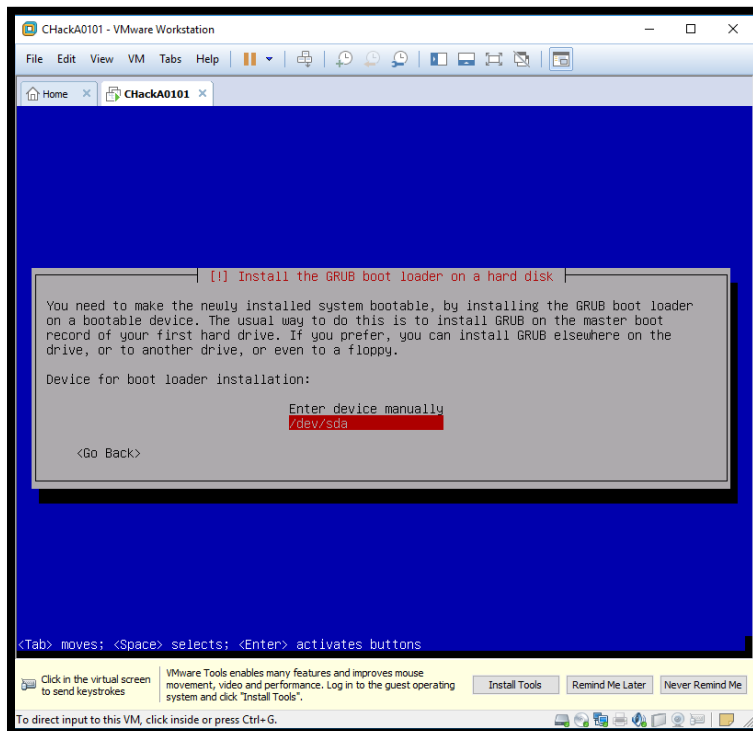 CHackA0101 - VMware Workstation
File Edit View VM Tabs Help
Home CHackA0101
[!] Install the GRUB boot loader on a hard disk
You need to make the newly installed system bootable, by installing the GRUB boot loader
on a bootable device. The usual way to do this is to install GRUB on the master boot
record of your first hard drive. If you prefer, you can install GRUB elsewhere on the
drive, or to another drive, or even to a floppy.
Device for boot loader installation:
Enter device manually
/dev/sda
<Go Back>
<Tab> moves; <Space> selects; <Enter> activates buttons
Click in the virtual screen
to send keystrokes
VMware Tools enables many features and improves mouse
movement, video and performance. Log in to the guest operating
system and click "Install Tools".
Install Tools Remind Me Later Never Remind Me
To direct input to this VM, click inside or press Ctrl+G.